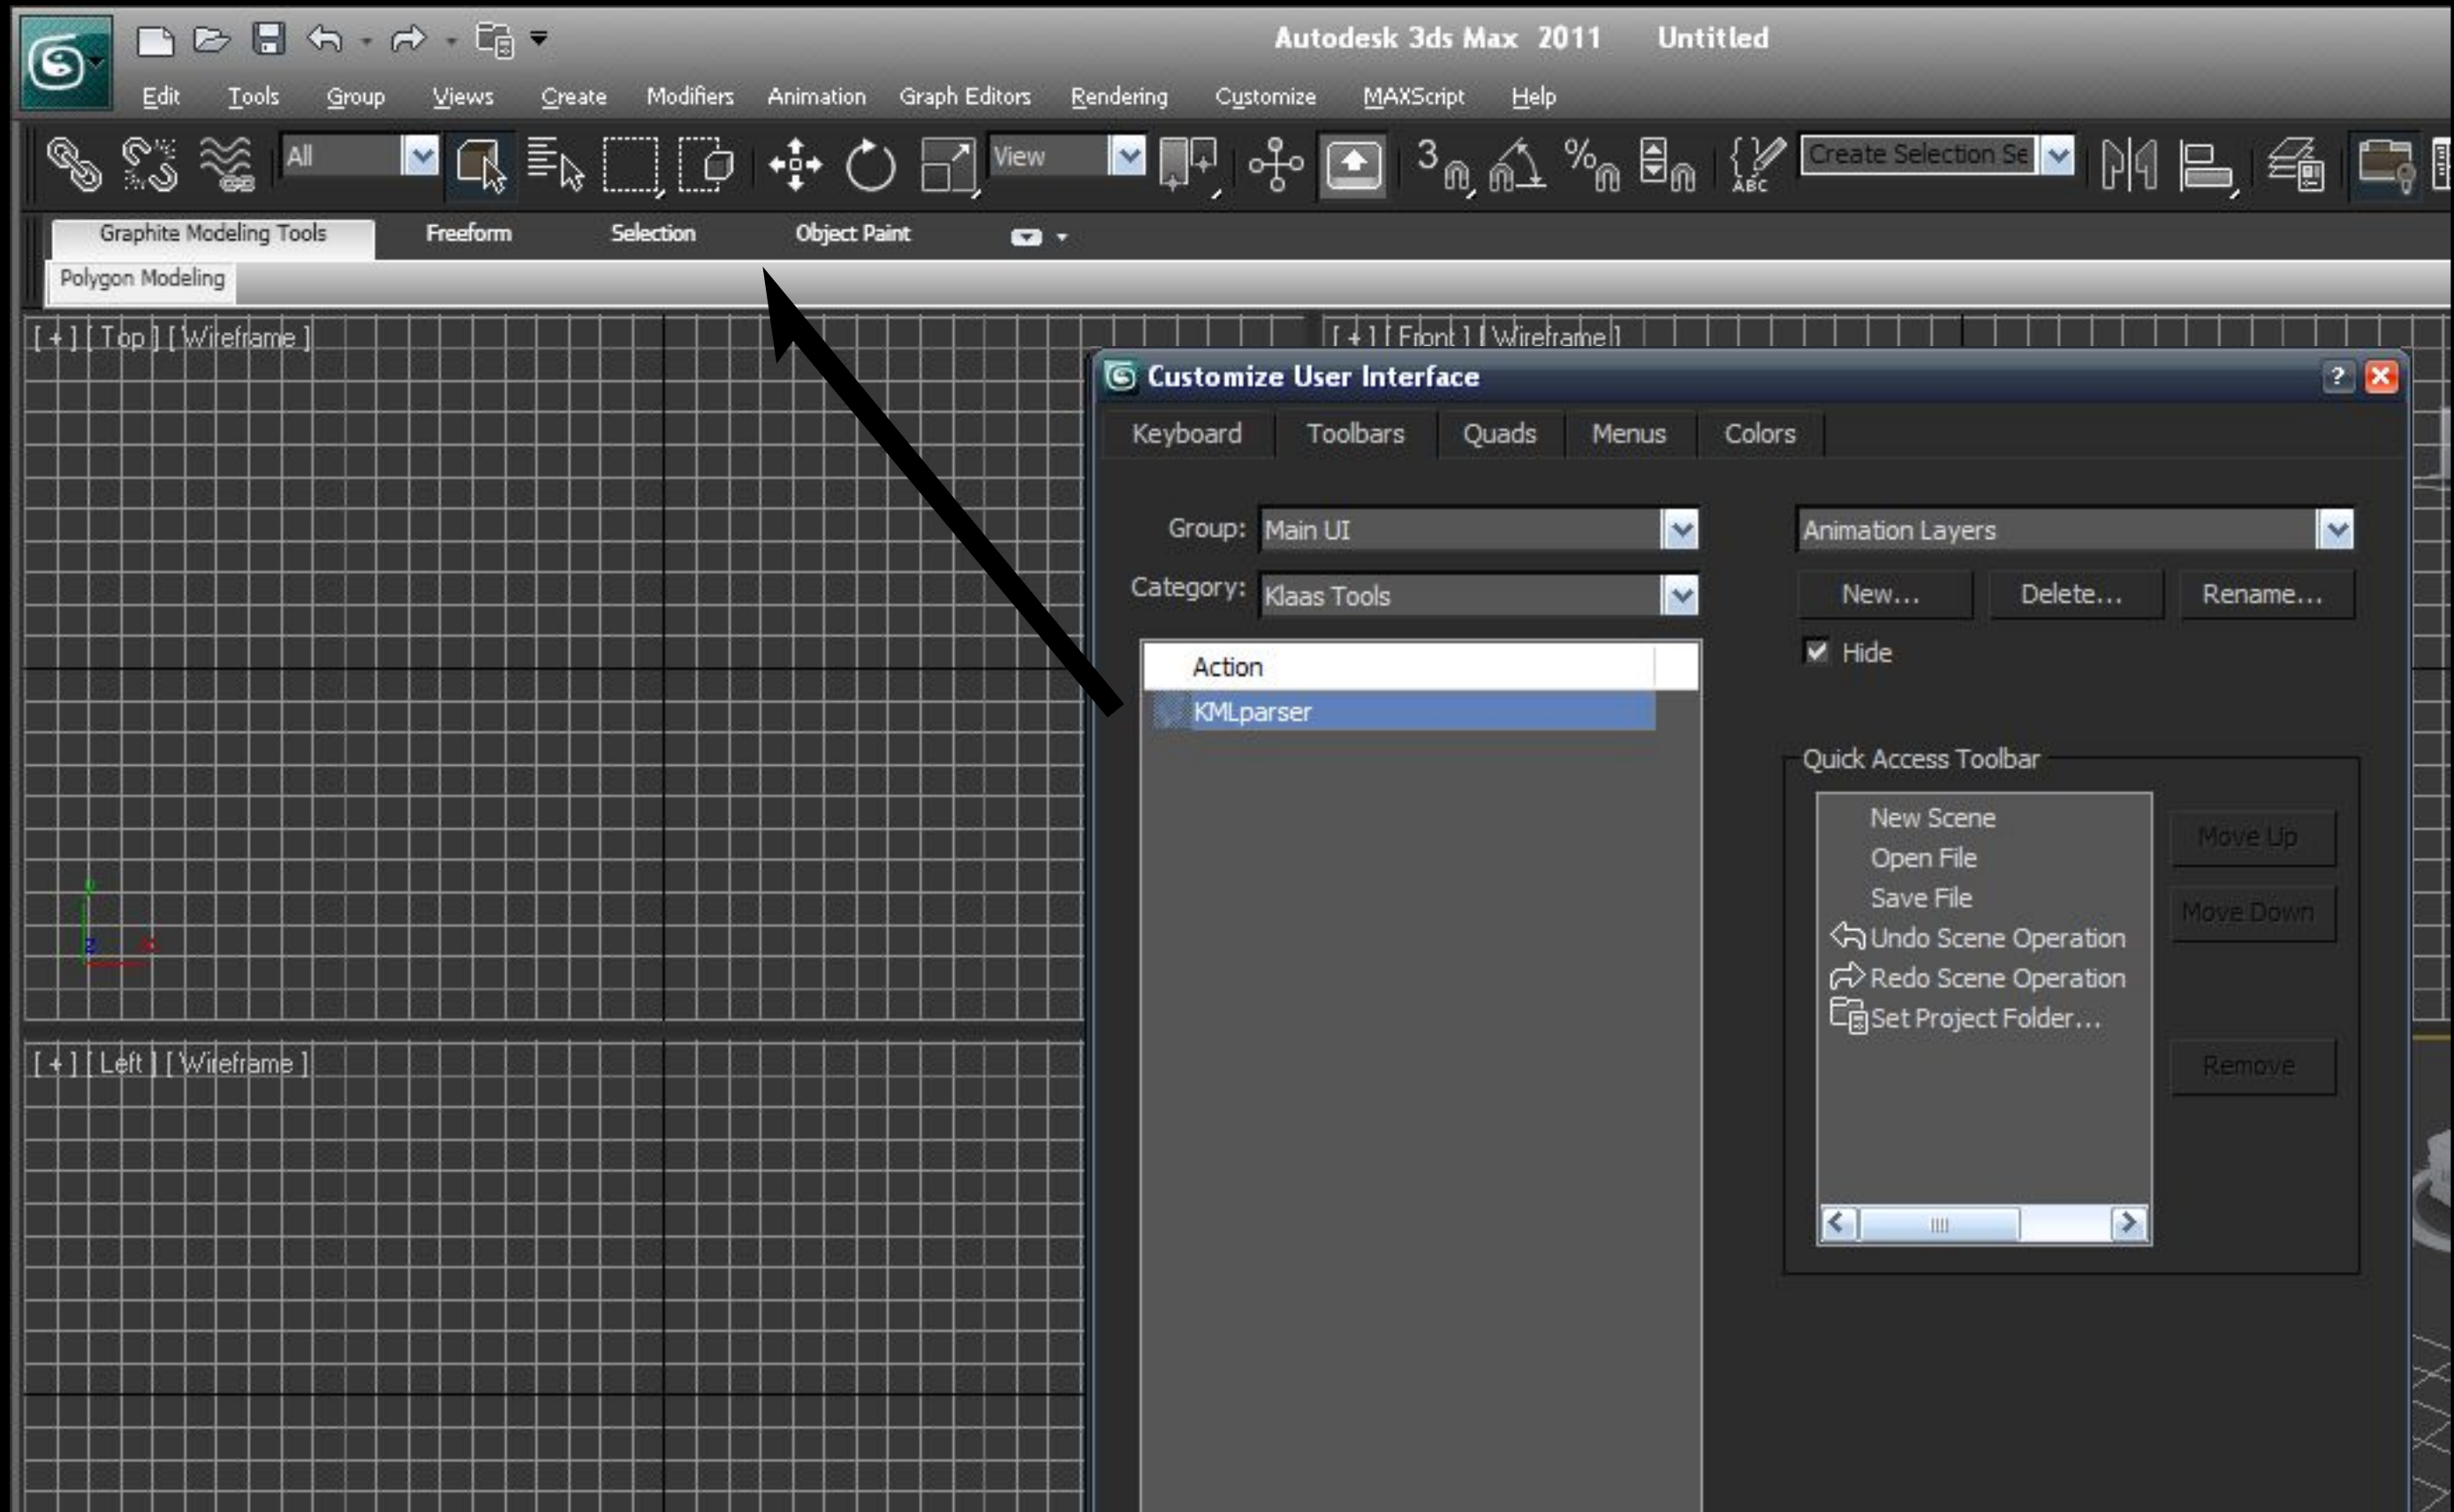 Autodesk 3ds Max 2011 Untitled
Edit Tools Group Views Create Modifiers Animation Graph Editors Rendering Customize MAXScript Help
All View 3 % ABC Create Selection Se
Graphite Modeling Tools Freeform Selection Object Paint
Polygon Modeling
[ + ] [ Top ] [ Wireframe ]
[ + ] [ Front ] [ Wireframe ]
Customize User Interface
Keyboard Toolbars Quads Menus Colors
Group: Main UI
Category: Klaas Tools
Action
KMLparser
Animation Layers
New... Delete... Rename...
Hide
Quick Access Toolbar
New Scene
Open File
Save File
Undo Scene Operation
Redo Scene Operation
Set Project Folder...
Move Up
Move Down
Remove
[ + ] [ Left ] [ Wireframe ]